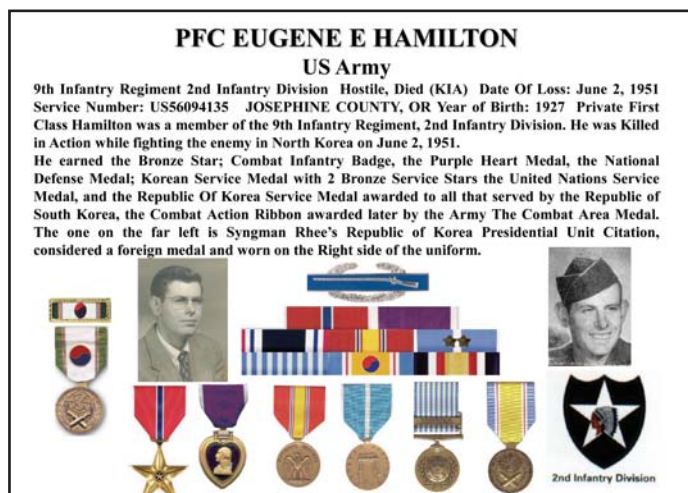 PFC EUGENE E HAMILTON
US Army
9th Infantry Regiment 2nd Infantry Division Hostile, Died (KIA) Date Of Loss: June 2, 1951
Service Number: US56094135 JOSEPHINE COUNTY, OR Year of Birth: 1927 Private First
Class Hamilton was a member of the 9th Infantry Regiment, 2nd Infantry Division. He was Killed
in Action while fighting the enemy in North Korea on June 2, 1951.
He earned the Bronze Star; Combat Infantry Badge, the Purple Heart Medal, the National
Defense Medal; Korean Service Medal with 2 Bronze Service Stars the United Nations Service
Medal, and the Republic Of Korea Service Medal awarded to all that served by the Republic of
South Korea, the Combat Action Ribbon awarded later by the Army The Combat Area Medal.
The one on the far left is Syngman Rhee's Republic of Korea Presidential Unit Citation,
considered a foreign medal and worn on the Right side of the uniform.
2nd Infantry Division